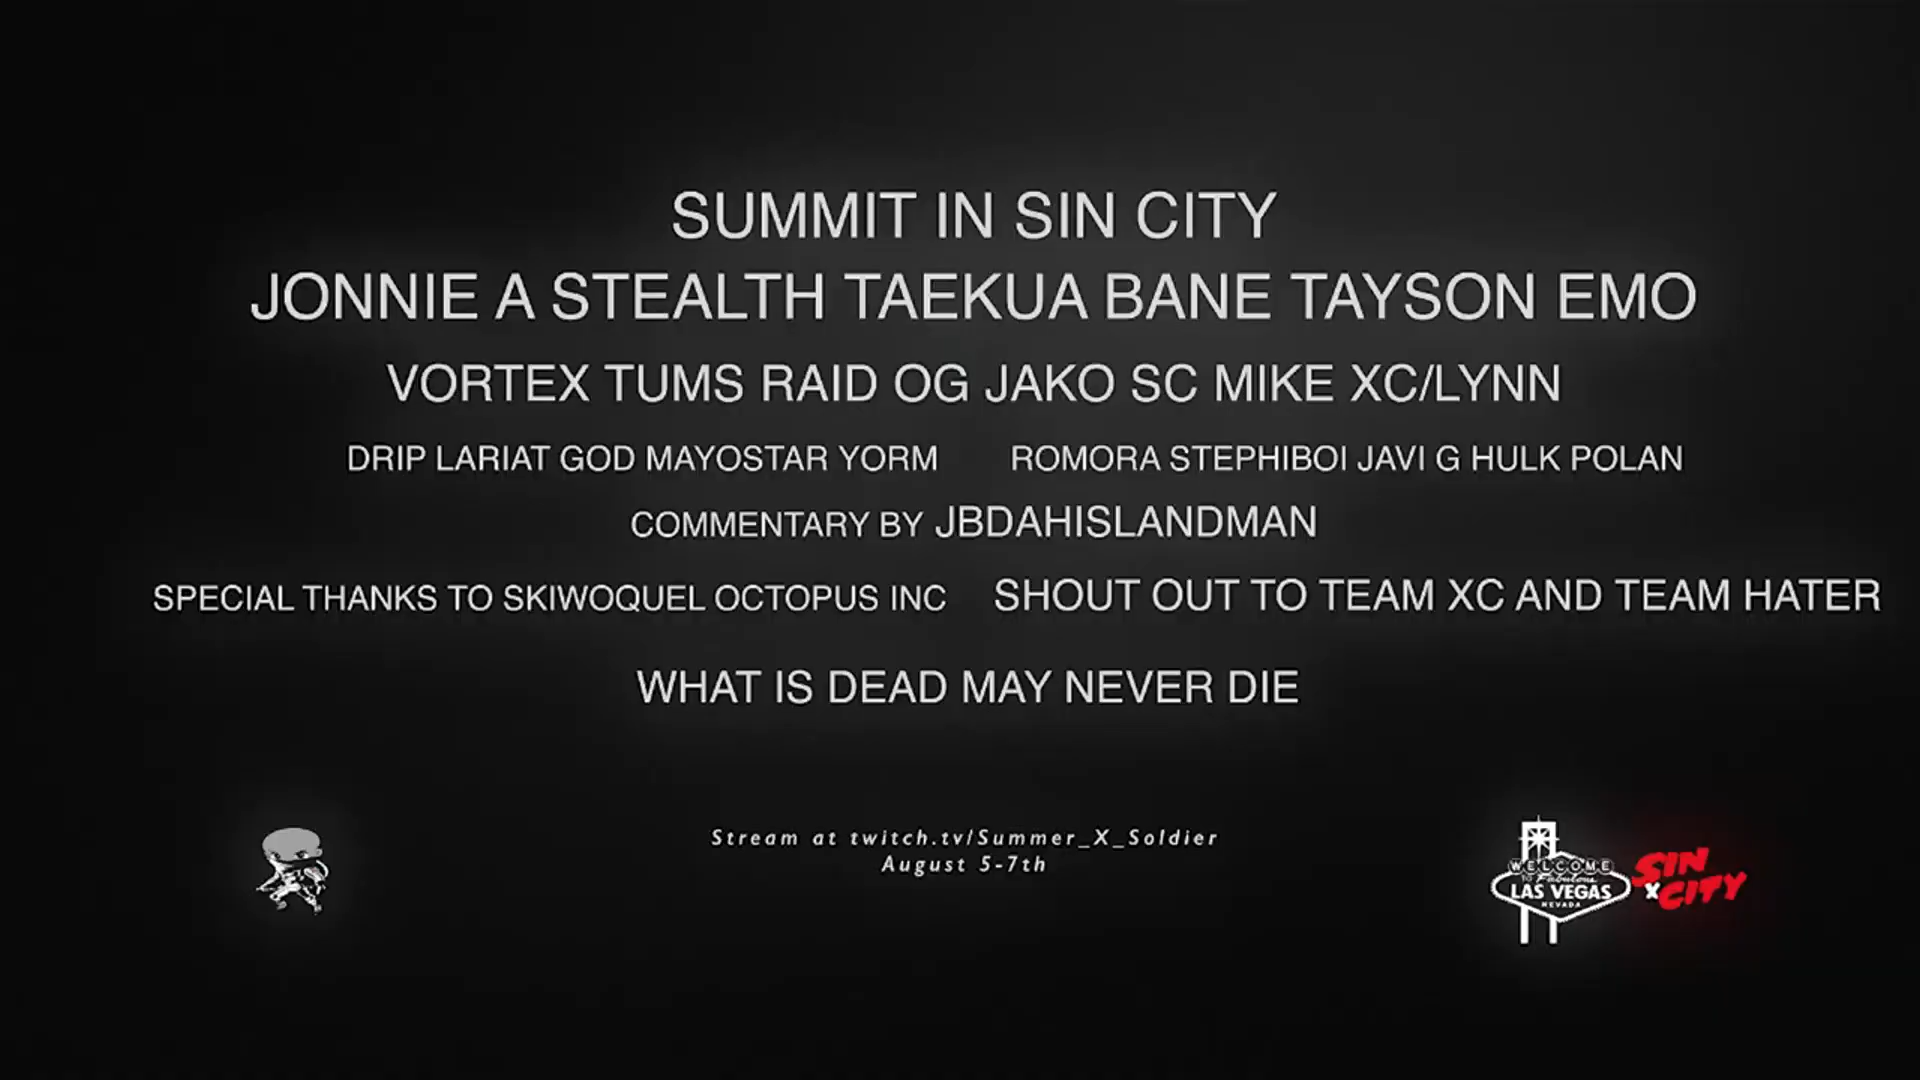 SUMMIT IN SIN CITY
JONNIE A STEALTH TAEKUA BANE TAYSON EMO
VORTEX TUMS RAID OG JAKO SC MIKE XC/LYNN
DRIP LARIAT GOD MAYOSTAR YORM ROMORA STEPHIBOI JAVI G HULK POLAN
COMMENTARY BY JBDAHISLANDMAN
SPECIAL THANKS TO SKIWOQUEL OCTOPUS INC SHOUT OUT TO TEAM XC AND TEAM HATER
WHAT IS DEAD MAY NEVER DIE
Stream at twitch.tv/Summer_X_Soldier
August 5-7th
WELCOME
TO Fabulous
LAS VEGAS
NEVADA
X
SIN
CITY